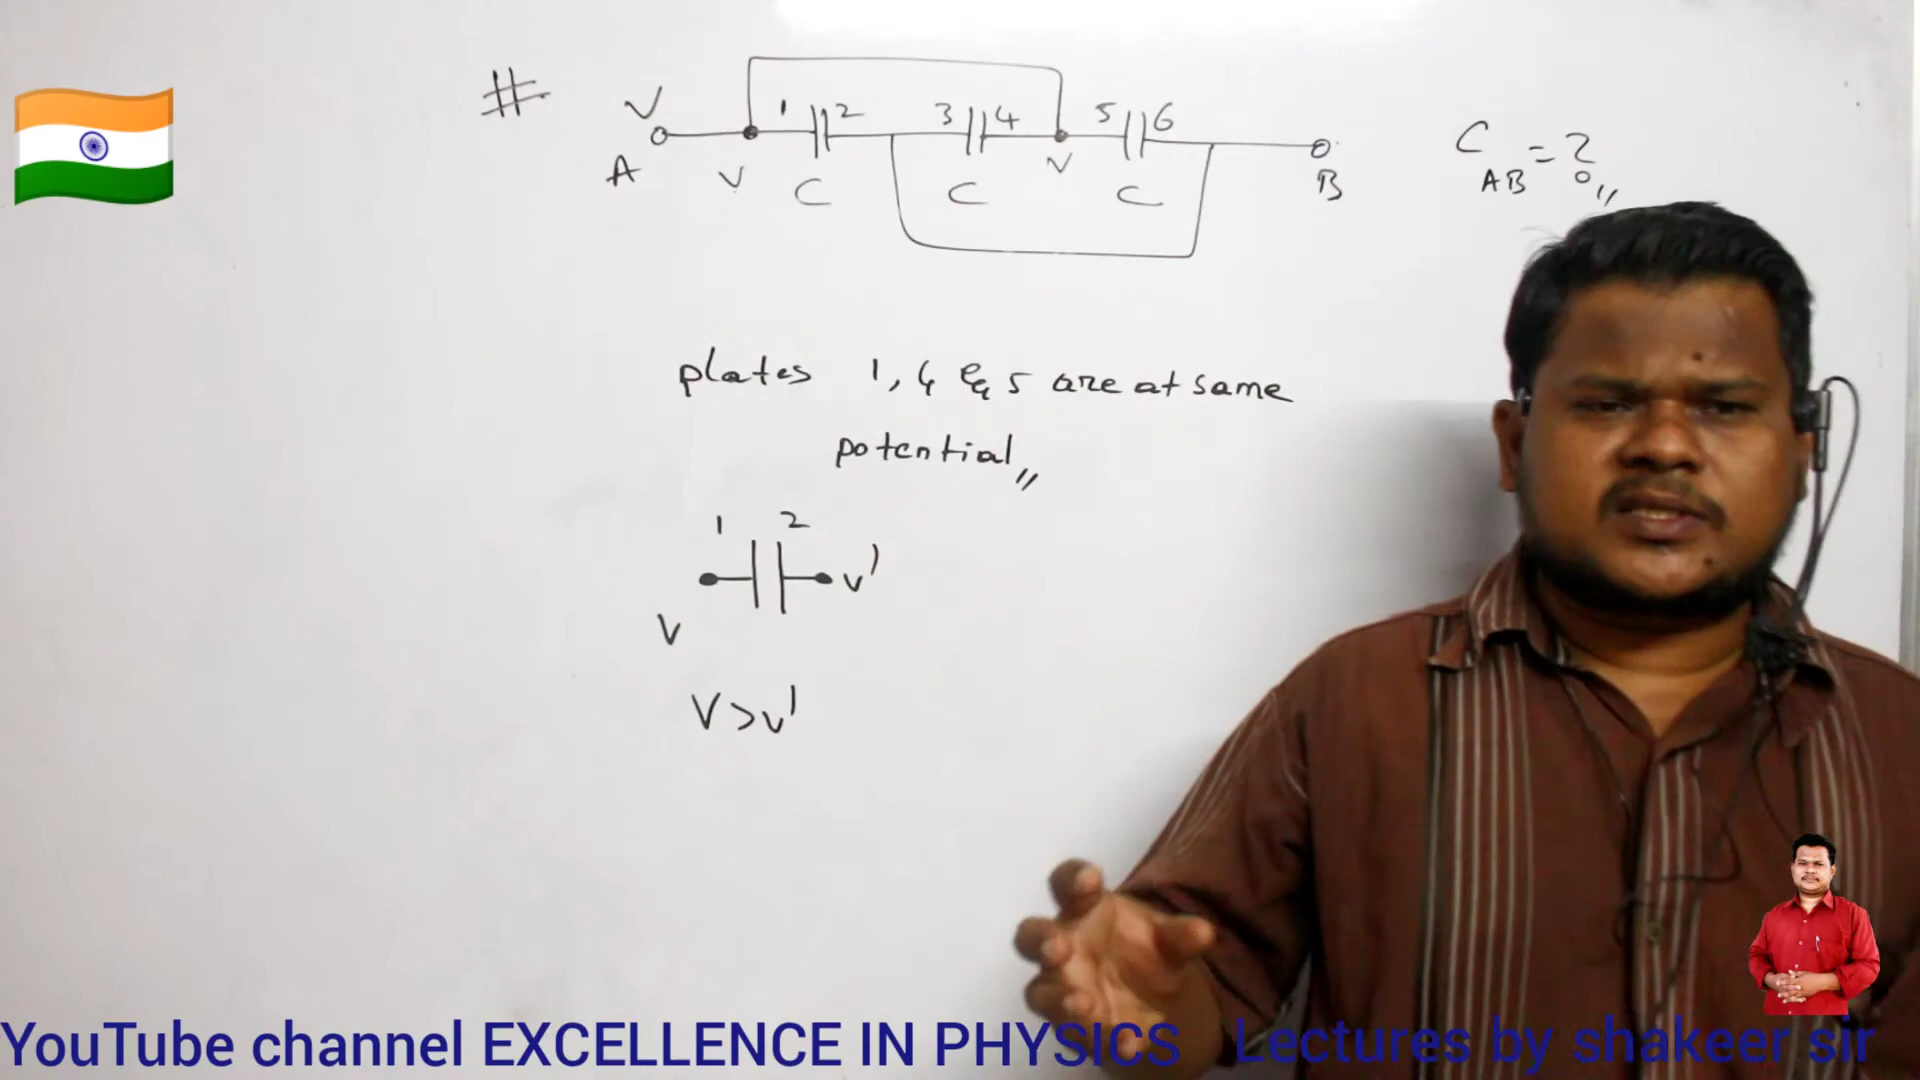 #
V
1 2 3 4 5 6
A V C C V C B
C AB = ?
plates 1, 4 & 5 are at same
potential
1 2
V V'
V > V'
YouTube channel EXCELLENCE IN PHYSICS Lectures by shakeer sir